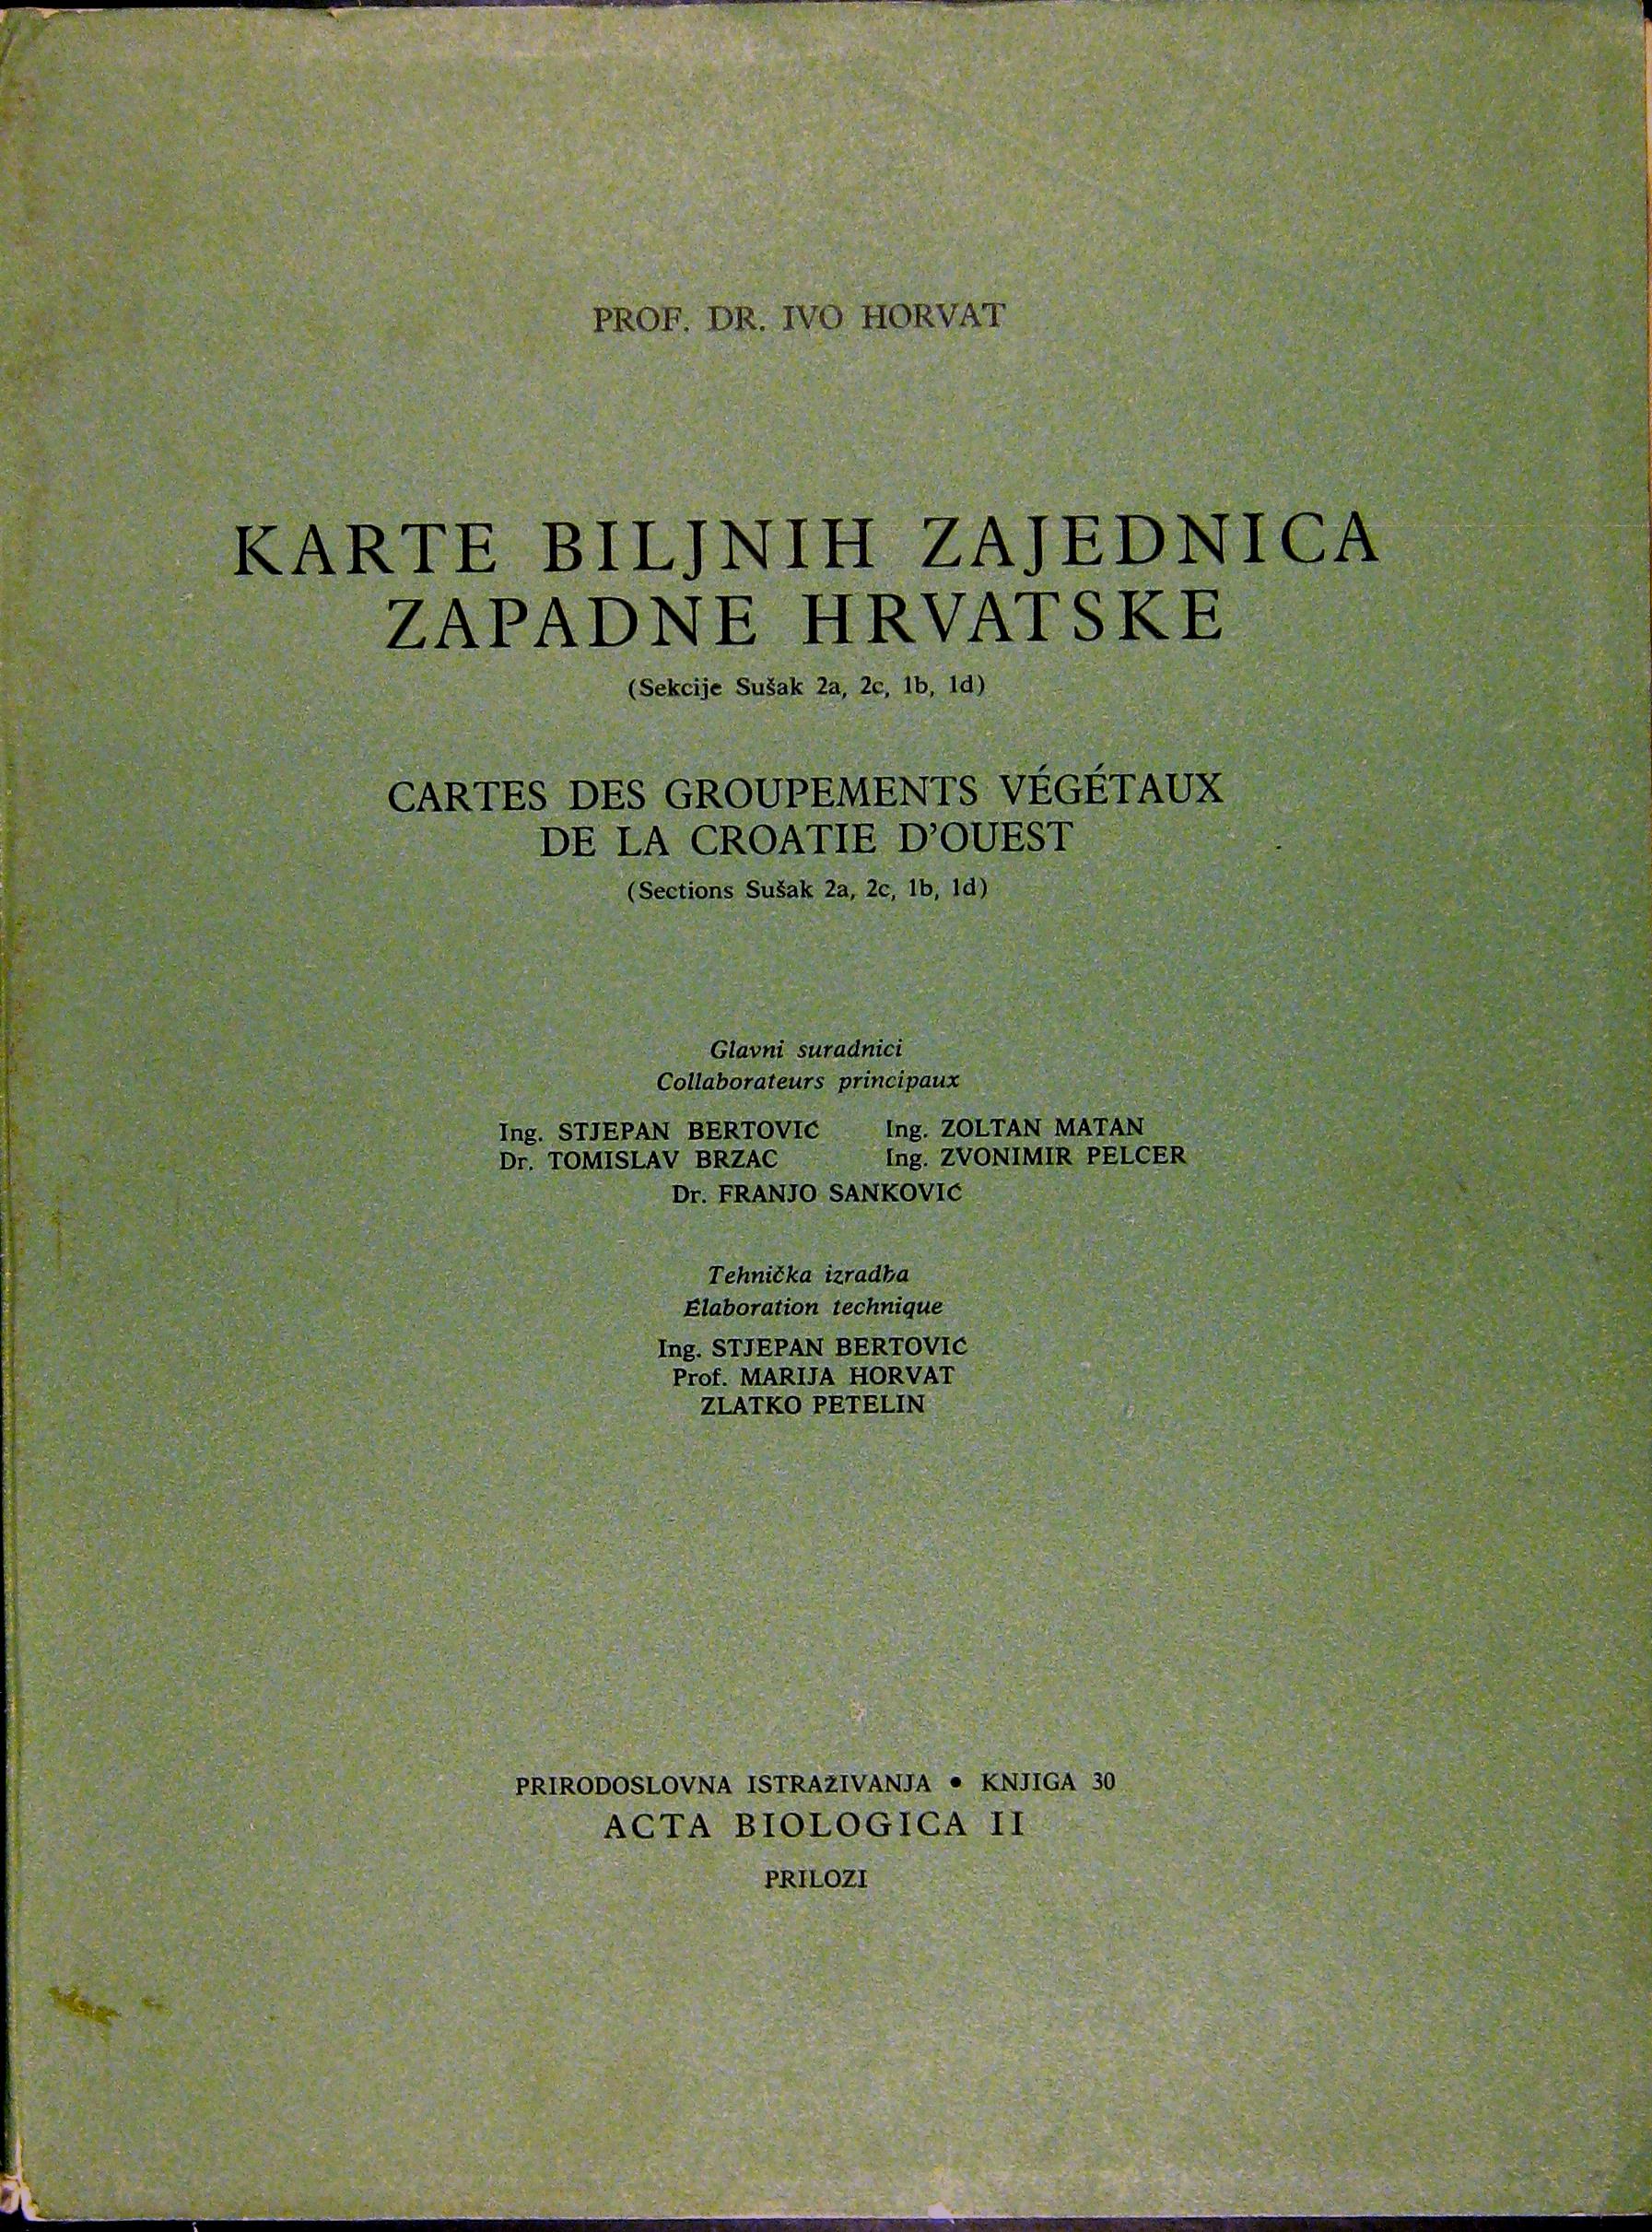 PROF. DR. IVO HORVAT
KARTE BILJNIH ZAJEDNICA
ZAPADNE HRVATSKE
(Sekcije Sušak 2a, 2c, 1b, 1d)
CARTES DES GROUPEMENTS VÉGÉTAUX
DE LA CROATIE D'OUEST
(Sections Sušak 2a, 2c, 1b, 1d)
Glavni suradnici
Collaborateurs principaux
Ing. STJEPAN BERTOVIĆ Ing. ZOLTAN MATAN
Dr. TOMISLAV BRZAC Ing. ZVONIMIR PELCER
Dr. FRANJO SANKOVIĆ
Tehnička izradba
Élaboration technique
Ing. STJEPAN BERTOVIĆ
Prof. MARIJA HORVAT
ZLATKO PETELIN
PRIRODOSLOVNA ISTRAŽIVANJA • KNJIGA 30
ACTA BIOLOGICA II
PRILOZI